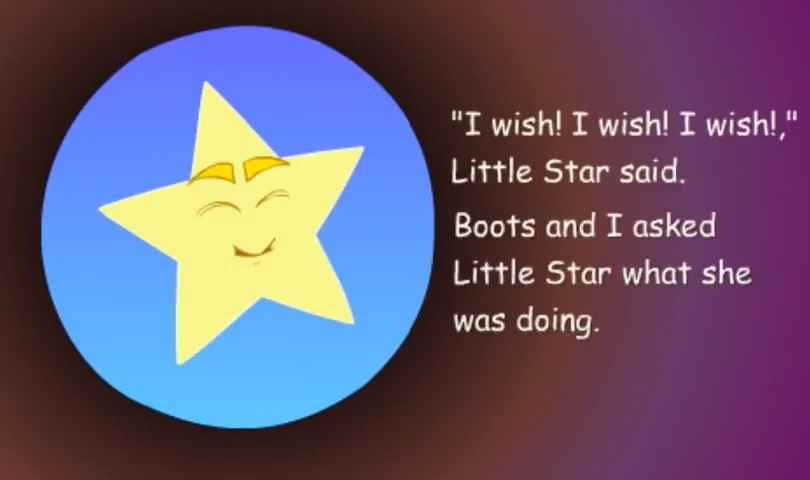 "I wish! I wish! I wish!,"
Little Star said.
Boots and I asked
Little Star what she
was doing.